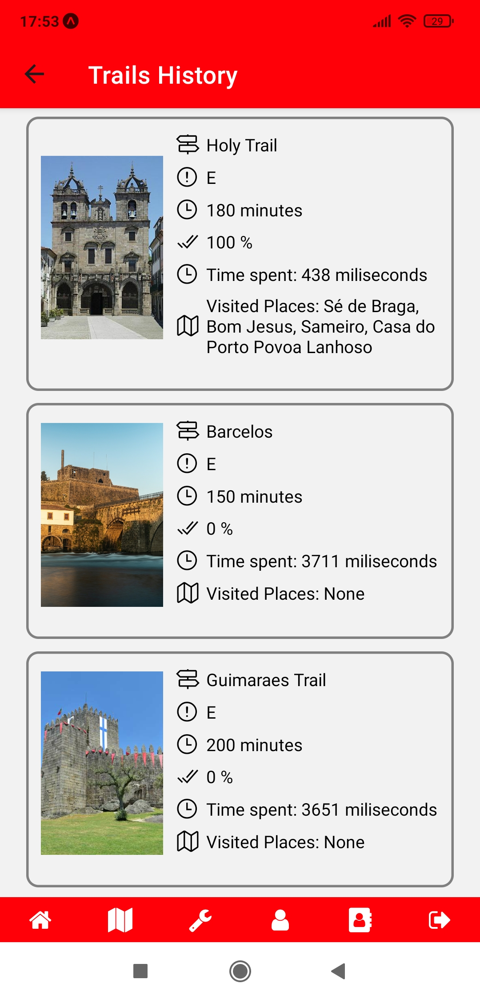 17:53
29
Trails History
Holy Trail
E
180 minutes
100 %
Time spent: 438 miliseconds
Visited Places: Sé de Braga,
Bom Jesus, Sameiro, Casa do
Porto Povoa Lanhoso
Barcelos
E
150 minutes
0 %
Time spent: 3711 miliseconds
Visited Places: None
Guimaraes Trail
E
200 minutes
0 %
Time spent: 3651 miliseconds
Visited Places: None